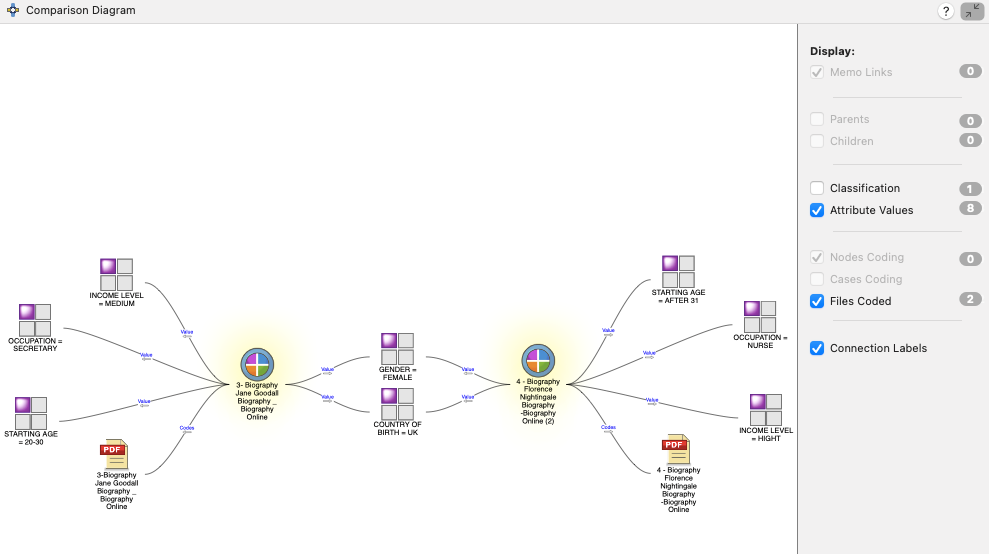 Comparison Diagram
?
Display:
Memo Links
0
Parents
0
Children
0
Classification
1
Attribute Values
8
Nodes Coding
0
Cases Coding
Files Coded
2
Connection Labels
INCOME LEVEL
= MEDIUM
OCCUPATION =
SECRETARY
STARTING AGE
= 20-30
PDF
3-Biography
Jane Goodall
Biography _
Biography
Online
Value
Value
Value
Codes
3- Biography
Jane Goodall
Biography _
Biography
Online
Value
Value
GENDER =
FEMALE
COUNTRY OF
BIRTH = UK
Value
Value
4 - Biography
Florence
Nightingale
Biography
-Biography
Online (2)
Value
Value
Value
Codes
STARTING AGE
= AFTER 31
OCCUPATION =
NURSE
INCOME LEVEL
= HIGHT
PDF
4 - Biography
Florence
Nightingale
Biography
-Biography
Online